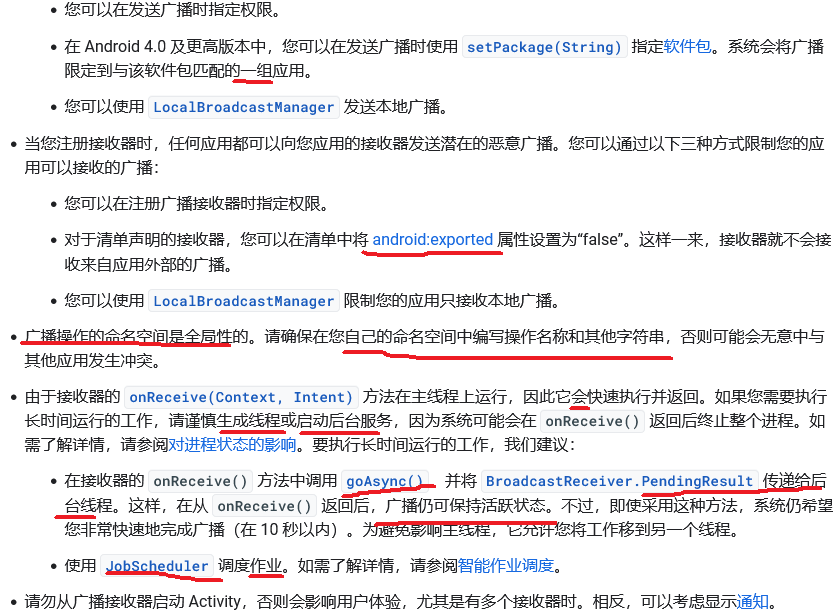 您可以在发送广播时指定权限。
在 Android 4.0 及更高版本中，您可以在发送广播时使用 setPackage(String) 指定软件包。系统会将广播
限定到与该软件包匹配的一组应用。
您可以使用 LocalBroadcastManager 发送本地广播。
当您注册接收器时，任何应用都可以向您应用的接收器发送潜在的恶意广播。您可以通过以下三种方式限制您的应
用可以接收的广播：
您可以在注册广播接收器时指定权限。
对于清单声明的接收器，您可以在清单中将 android:exported 属性设置为“false”。这样一来，接收器就不会接
收来自应用外部的广播。
您可以使用 LocalBroadcastManager 限制您的应用只接收本地广播。
广播操作的命名空间是全局性的。请确保在您自己的命名空间中编写操作名称和其他字符串，否则可能会无意中与
其他应用发生冲突。
由于接收器的 onReceive(Context, Intent) 方法在主线程上运行，因此它会快速执行并返回。如果您需要执行
长时间运行的工作，请谨慎生成线程或启动后台服务，因为系统可能会在 onReceive() 返回后终止整个进程。如
需了解详情，请参阅对进程状态的影响。要执行长时间运行的工作，我们建议：
在接收器的 onReceive() 方法中调用 goAsync()，并将 BroadcastReceiver.PendingResult 传递给后
台线程。这样，在从 onReceive() 返回后，广播仍可保持活跃状态。不过，即使采用这种方法，系统仍希望
您非常快速地完成广播（在 10 秒以内）。为避免影响主线程，它允许您将工作移到另一个线程。
使用 JobScheduler 调度作业。如需了解详情，请参阅智能作业调度。
请勿从广播接收器启动 Activity，否则会影响用户体验，尤其是有多个接收器时。相反，可以考虑显示通知。